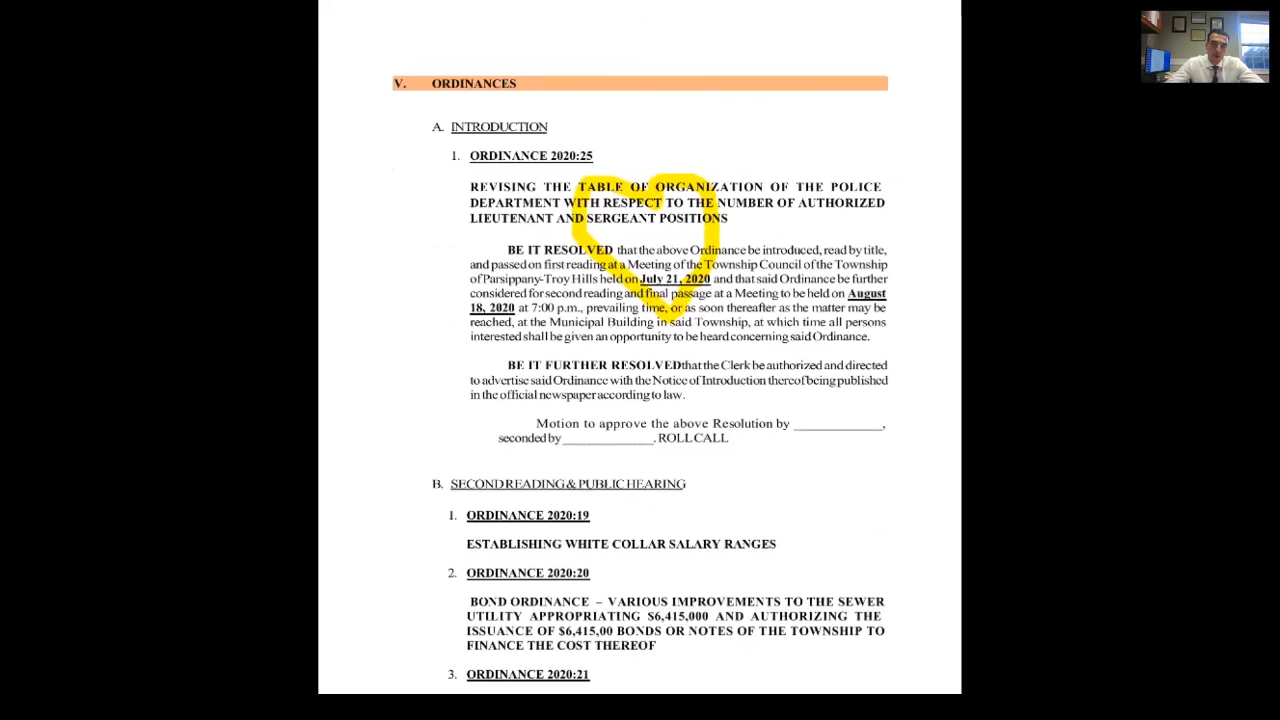 V. ORDINANCES
A. INTRODUCTION
1. ORDINANCE 2020:25
REVISING THE TABLE OF ORGANIZATION OF THE POLICE
DEPARTMENT WITH RESPECT TO THE NUMBER OF AUTHORIZED
LIEUTENANT AND SERGEANT POSITIONS
BE IT RESOLVED that the above Ordinance be introduced, read by title,
and passed on first reading at a Meeting of the Township Council of the Township
of Parsippany-Troy Hills held on July 21, 2020 and that said Ordinance be further
considered for second reading and final passage at a Meeting to be held on August
18, 2020 at 7:00 p.m., prevailing time, or as soon thereafter as the matter may be
reached, at the Municipal Building in said Township, at which time all persons
interested shall be given an opportunity to be heard concerning said Ordinance.
BE IT FURTHER RESOLVED that the Clerk be authorized and directed
to advertise said Ordinance with the Notice of Introduction thereof being published
in the official newspaper according to law.
Motion to approve the above Resolution by _____________,
seconded by _____________. ROLL CALL
B. SECOND READING & PUBLIC HEARING
1. ORDINANCE 2020:19
ESTABLISHING WHITE COLLAR SALARY RANGES
2. ORDINANCE 2020:20
BOND ORDINANCE – VARIOUS IMPROVEMENTS TO THE SEWER
UTILITY APPROPRIATING $6,415,000 AND AUTHORIZING THE
ISSUANCE OF $6,415,00 BONDS OR NOTES OF THE TOWNSHIP TO
FINANCE THE COST THEREOF
3. ORDINANCE 2020:21